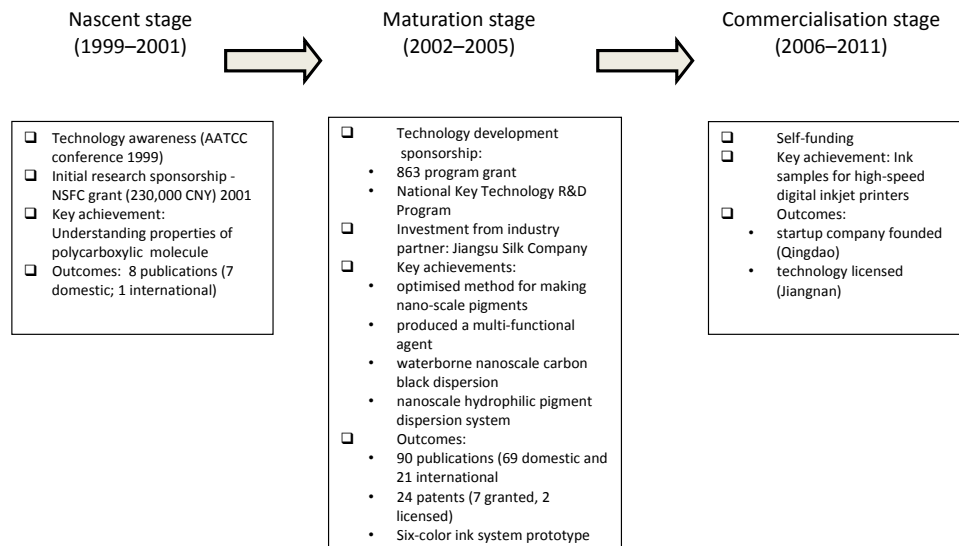 Nascent stage
(1999–2001)
Maturation stage
(2002–2005)
Commercialisation stage
(2006–2011)
❑ Technology awareness (AATCC
conference 1999)
❑ Initial research sponsorship -
NSFC grant (230,000 CNY) 2001
❑ Key achievement:
Understanding properties of
polycarboxylic molecule
❑ Outcomes: 8 publications (7
domestic; 1 international)
❑ Technology development
sponsorship:
• 863 program grant
• National Key Technology R&D
Program
❑ Investment from industry
partner: Jiangsu Silk Company
❑ Key achievements:
• optimised method for making
nano-scale pigments
• produced a multi-functional
agent
• waterborne nanoscale carbon
black dispersion
• nanoscale hydrophilic pigment
dispersion system
❑ Outcomes:
• 90 publications (69 domestic and
21 international
• 24 patents (7 granted, 2
licensed)
• Six-color ink system prototype
❑ Self-funding
❑ Key achievement: Ink
samples for high-speed
digital inkjet printers
❑ Outcomes:
• startup company founded
(Qingdao)
• technology licensed
(Jiangnan)